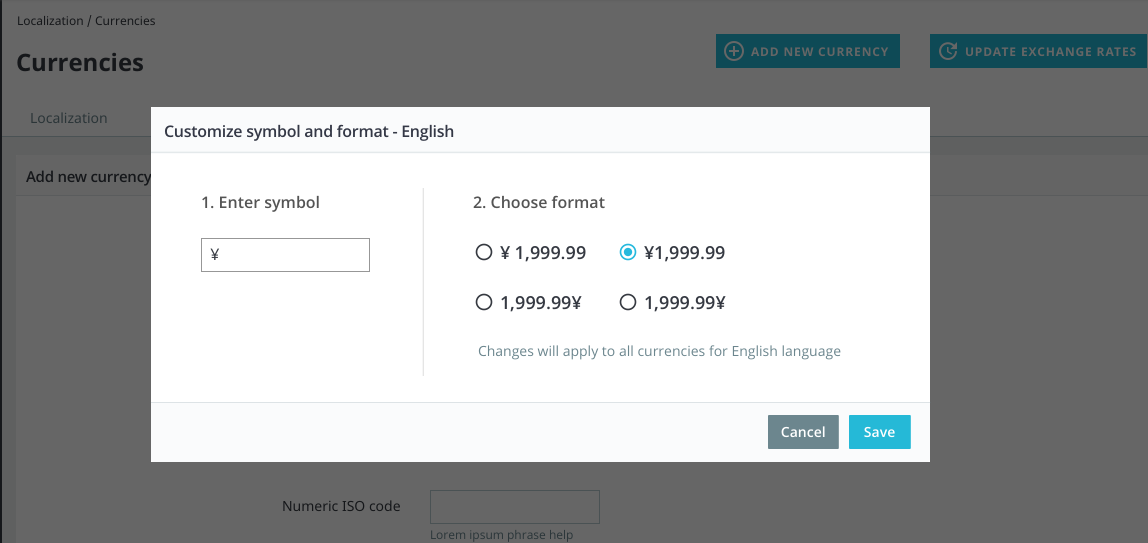 Localization / Currencies
Currencies
ADD NEW CURRENCY
UPDATE EXCHANGE RATES
Localization
Customize symbol and format - English
Add new currency
1. Enter symbol
¥
2. Choose format
¥ 1,999.99
¥1,999.99
1,999.99¥
1,999.99¥
Changes will apply to all currencies for English language
Cancel
Save
Numeric ISO code
Lorem ipsum phrase help